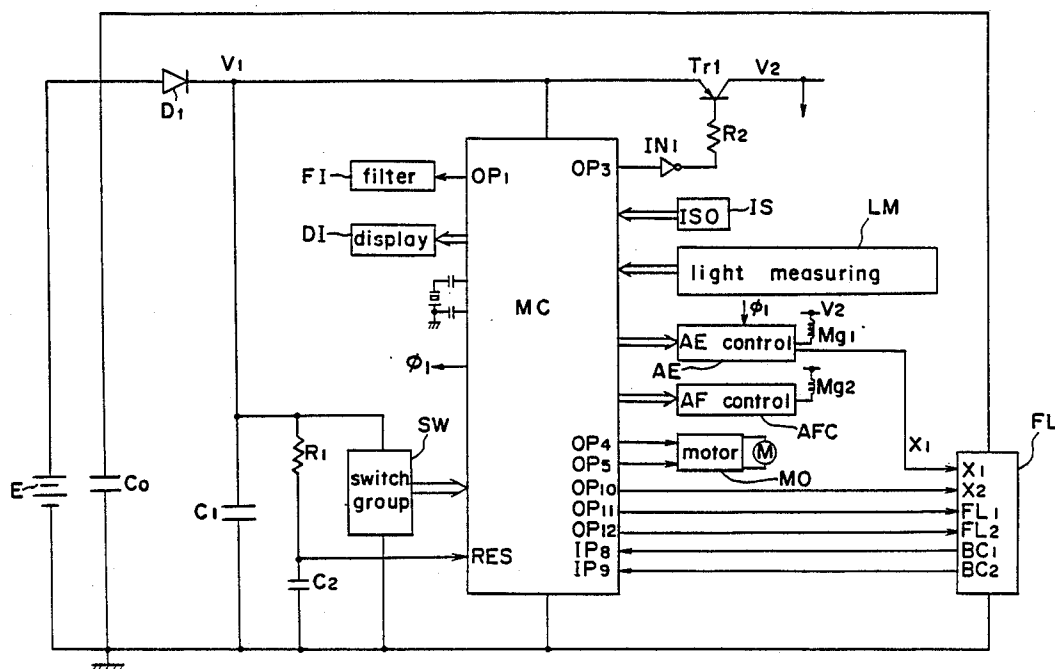 V1
Tr1
V2
D1
R2
IN1
OP3
FI
filter
OP1
ISO
IS
DI
display
LM
light measuring
MC
φ1
V2
Mg1
AE control
AE
φ1
Mg2
AF control
AFC
SW
FL
R1
OP4
motor
M
X1
X1
E
C0
OP5
MO
switch
group
OP10
X2
C1
OP11
FL1
OP12
FL2
RES
IP8
BC1
C2
IP9
BC2